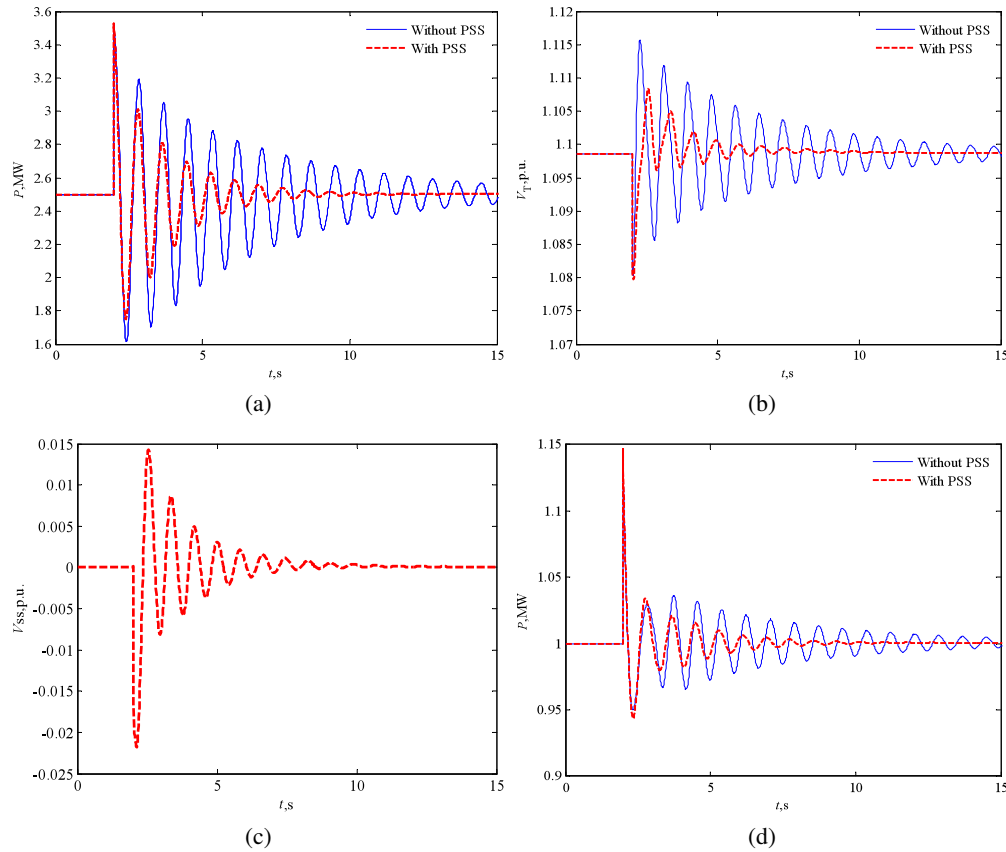 3.6
3.4
3.2
3
2.8
2.6
2.4
2.2
2
1.8
1.6
P,MW
Without PSS
With PSS
0
5
10
15
t,s
(a)
1.12
1.115
1.11
1.105
1.1
1.095
1.09
1.085
1.08
1.075
1.07
VT,p.u.
Without PSS
With PSS
0
5
10
15
t,s
(b)
0.015
0.01
0.005
0
-0.005
-0.01
-0.015
-0.02
-0.025
Vss,p.u.
0
5
10
15
t,s
(c)
1.15
1.1
1.05
1
0.95
0.9
P,MW
Without PSS
With PSS
0
5
10
15
t,s
(d)